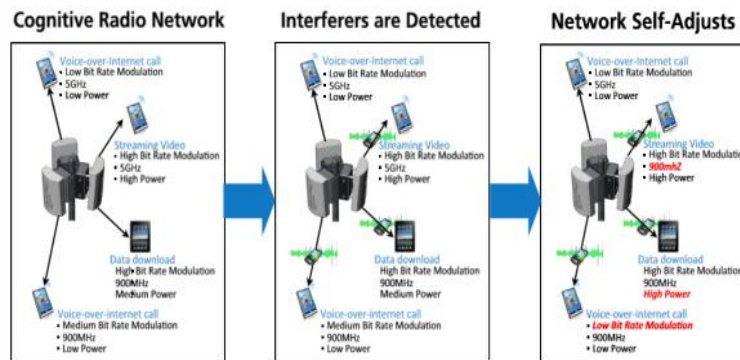 Cognitive Radio Network
Voice-over-Internet call
• Low Bit Rate Modulation
• 5GHz
• Low Power
Streaming Video
• High Bit Rate Modulation
• 5GHz
• High Power
Data download
High Bit Rate Modulation
900MHz
Medium Power
Voice-over-internet call
• Medium Bit Rate Modulation
• 900MHz
• Low Power
Interferers are Detected
Voice-over-Internet call
• Low Bit Rate Modulation
• 5GHz
• Low Power
Streaming Video
• High Bit Rate Modulation
• 5GHz
• High Power
Data download
High Bit Rate Modulation
900MHz
Medium Power
Voice-over-internet call
• Medium Bit Rate Modulation
• 900MHz
• Low Power
Network Self-Adjusts
Voice-over-Internet call
• Low Bit Rate Modulation
• 5GHz
• Low Power
Streaming Video
• High Bit Rate Modulation
• 900mhZ
• High Power
Data download
High Bit Rate Modulation
900MHz
High Power
Voice-over-internet call
• Low Bit Rate Modulation
• 900MHz
• Low Power